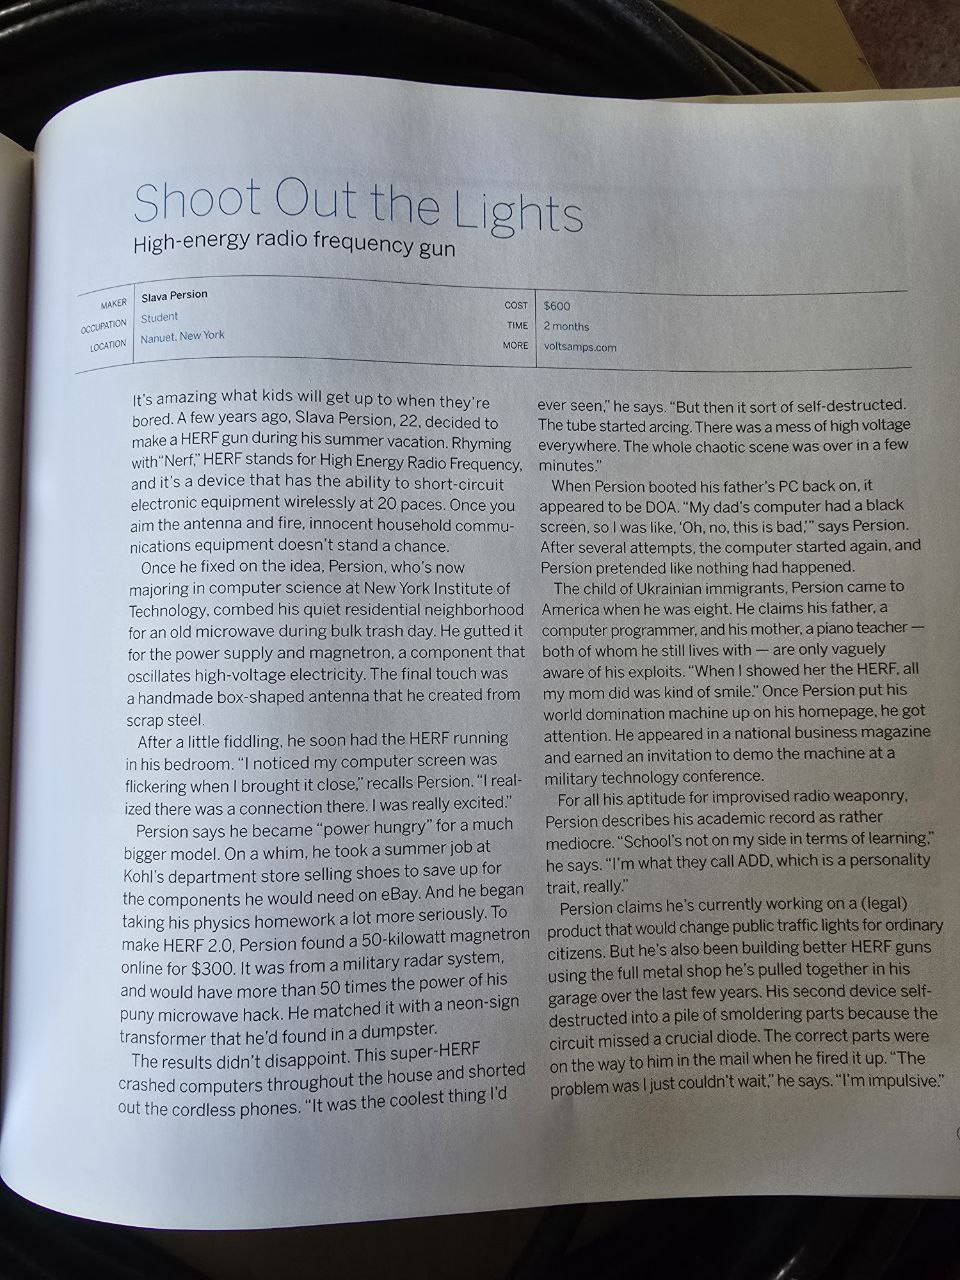 Shoot Out the Lights
High-energy radio frequency gun
MAKER Slava Persion
OCCUPATION Student
LOCATION Nanuet, New York
COST $600
TIME 2 months
MORE voltsamps.com
It's amazing what kids will get up to when they're
bored. A few years ago, Slava Persion, 22, decided to
make a HERF gun during his summer vacation. Rhyming
with "Nerf," HERF stands for High Energy Radio Frequency,
and it's a device that has the ability to short-circuit
electronic equipment wirelessly at 20 paces. Once you
aim the antenna and fire, innocent household commu-
nications equipment doesn't stand a chance.
Once he fixed on the idea, Persion, who's now
majoring in computer science at New York Institute of
Technology, combed his quiet residential neighborhood
for an old microwave during bulk trash day. He gutted it
for the power supply and magnetron, a component that
oscillates high-voltage electricity. The final touch was
a handmade box-shaped antenna that he created from
scrap steel.
After a little fiddling, he soon had the HERF running
in his bedroom. "I noticed my computer screen was
flickering when I brought it close," recalls Persion. "I real-
ized there was a connection there. I was really excited."
Persion says he became "power hungry" for a much
bigger model. On a whim, he took a summer job at
Kohl's department store selling shoes to save up for
the components he would need on eBay. And he began
taking his physics homework a lot more seriously. To
make HERF 2.0, Persion found a 50-kilowatt magnetron
online for $300. It was from a military radar system,
and would have more than 50 times the power of his
puny microwave hack. He matched it with a neon-sign
transformer that he'd found in a dumpster.
The results didn't disappoint. This super-HERF
crashed computers throughout the house and shorted
out the cordless phones. "It was the coolest thing I'd
ever seen," he says. "But then it sort of self-destructed.
The tube started arcing. There was a mess of high voltage
everywhere. The whole chaotic scene was over in a few
minutes."
When Persion booted his father's PC back on, it
appeared to be DOA. "My dad's computer had a black
screen, so I was like, 'Oh, no, this is bad,'" says Persion.
After several attempts, the computer started again, and
Persion pretended like nothing had happened.
The child of Ukrainian immigrants, Persion came to
America when he was eight. He claims his father, a
computer programmer, and his mother, a piano teacher —
both of whom he still lives with — are only vaguely
aware of his exploits. "When I showed her the HERF, all
my mom did was kind of smile." Once Persion put his
world domination machine up on his homepage, he got
attention. He appeared in a national business magazine
and earned an invitation to demo the machine at a
military technology conference.
For all his aptitude for improvised radio weaponry,
Persion describes his academic record as rather
mediocre. "School's not on my side in terms of learning,"
he says. "I'm what they call ADD, which is a personality
trait, really."
Persion claims he's currently working on a (legal)
product that would change public traffic lights for ordinary
citizens. But he's also been building better HERF guns
using the full metal shop he's pulled together in his
garage over the last few years. His second device self-
destructed into a pile of smoldering parts because the
circuit missed a crucial diode. The correct parts were
on the way to him in the mail when he fired it up. "The
problem was I just couldn't wait," he says. "I'm impulsive."